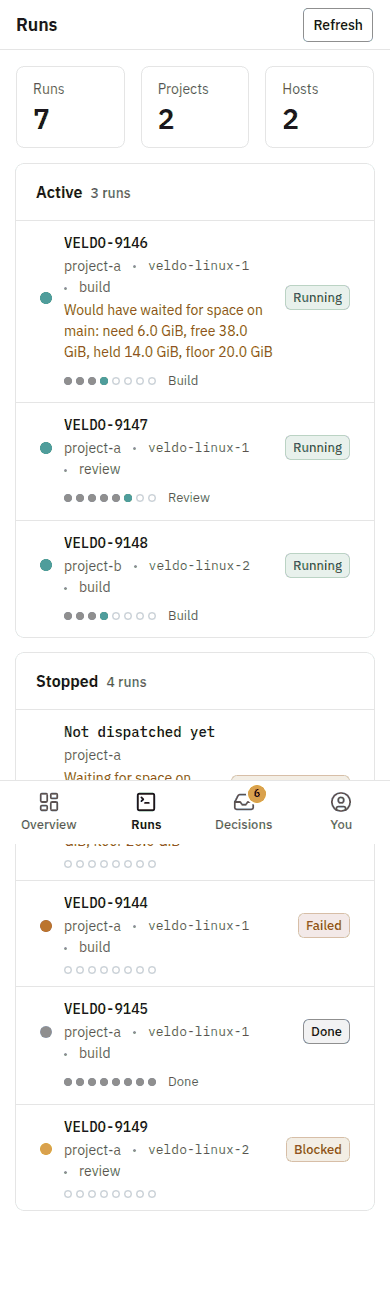 Runs
Refresh
Runs
7
Projects
2
Hosts
2
Active 3 runs
VELDO-9146
project-a • veldo-linux-1
• build
Would have waited for space on
main: need 6.0 GiB, free 38.0
GiB, held 14.0 GiB, floor 20.0 GiB
Running
Build
VELDO-9147
project-a • veldo-linux-1
• review
Running
Review
VELDO-9148
project-b • veldo-linux-2
• build
Running
Build
Stopped 4 runs
Not dispatched yet
project-a
Waiting for space on
Overview
Runs
6
Decisions
You
VELDO-9144
project-a • veldo-linux-1
• build
Failed
VELDO-9145
project-a • veldo-linux-1
• build
Done
Done
VELDO-9149
project-a • veldo-linux-2
• review
Blocked